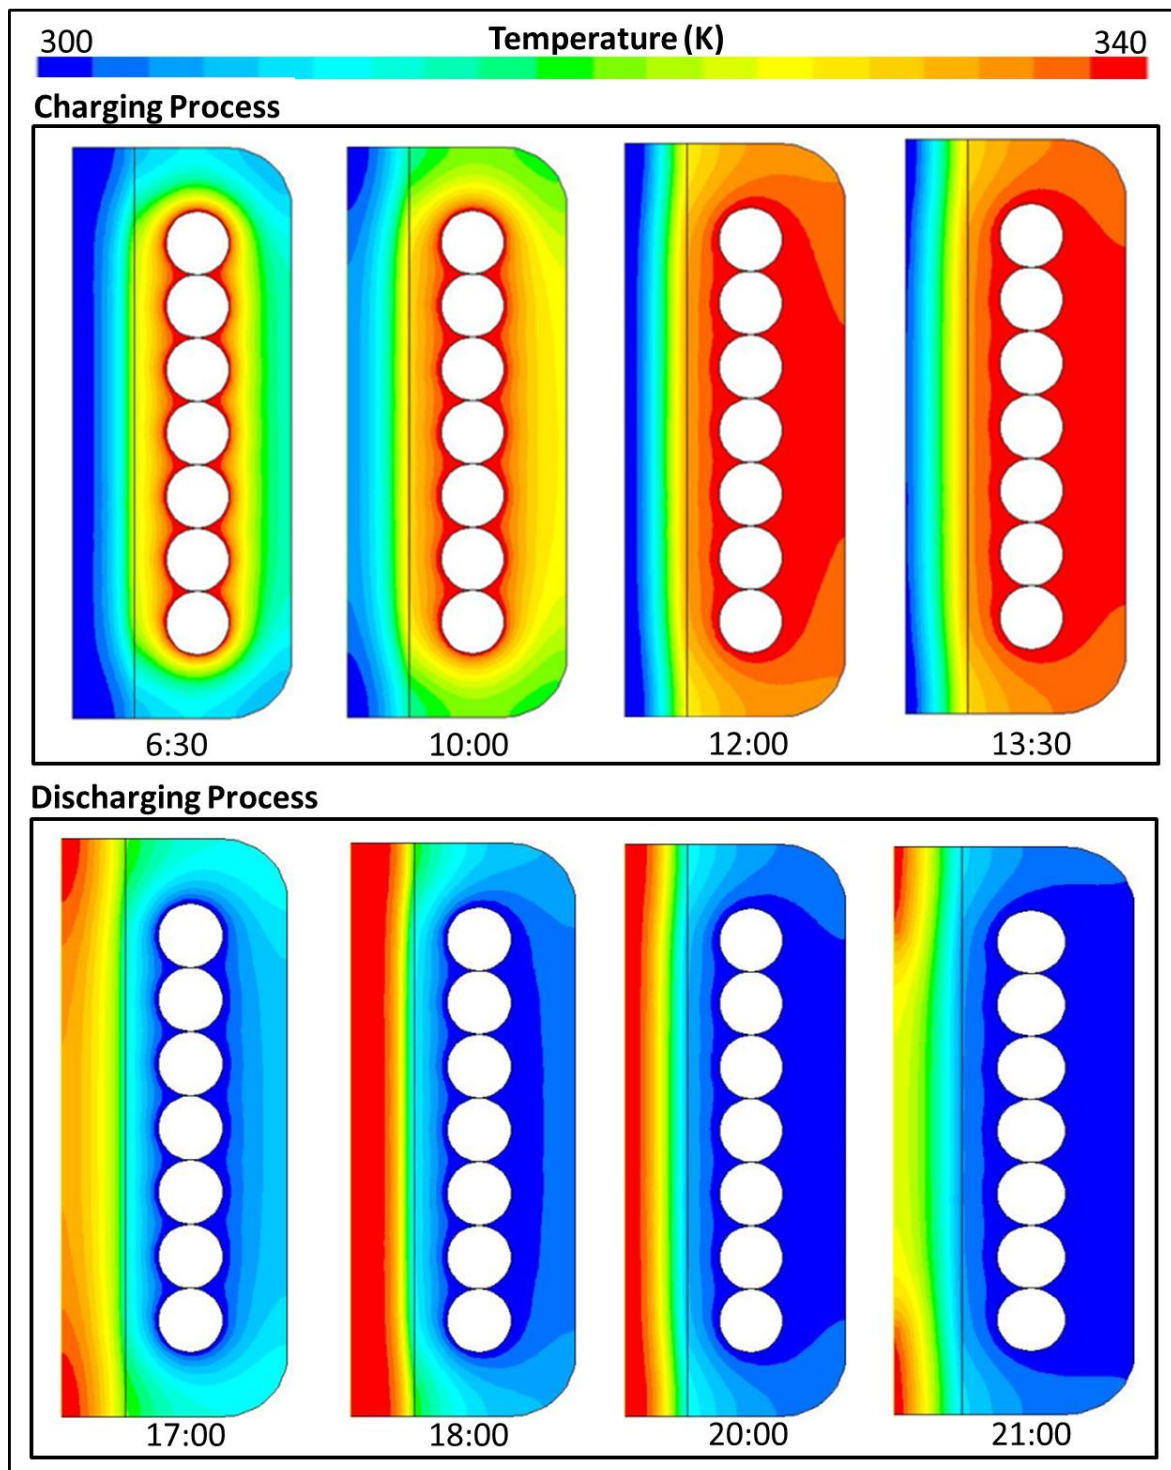 300 Temperature (K) 340
Charging Process
6:30 10:00 12:00 13:30
Discharging Process
17:00 18:00 20:00 21:00